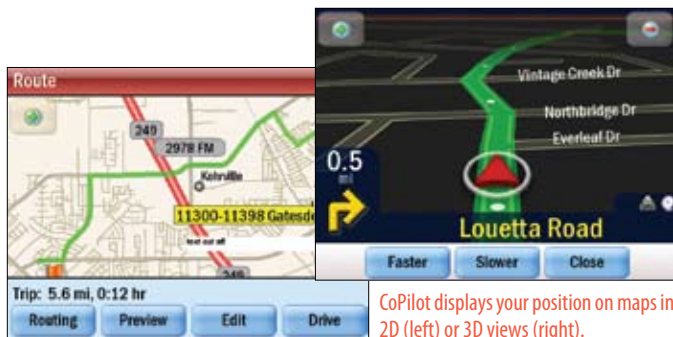 Route
249
2978 FM
Kohrville
11300-11398 Gatesde
249
Trip: 5.6 mi, 0:12 hr
Routing
Preview
Edit
Drive
Vintage Creek Dr
Northbridge Dr
Everleaf Dr
0.5
mi
Louetta Road
Faster
Slower
Close
CoPilot displays your position on maps in
2D (left) or 3D views (right).